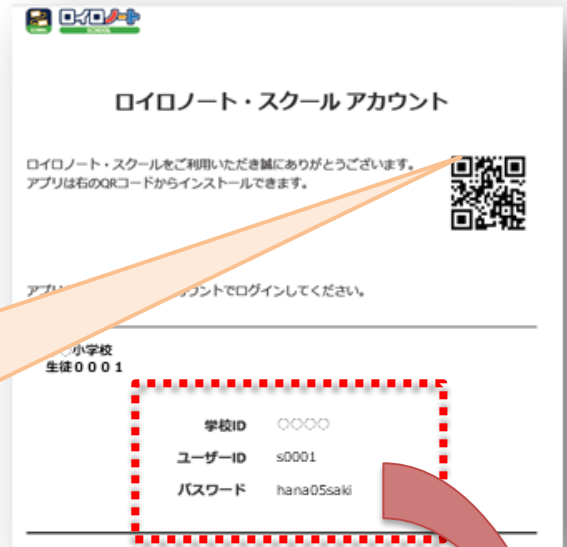 ロイロノート
SCHOOL
ロイロノート・スクール アカウント
ロイロノート・スクールをご利用いただき誠にありがとうございます。
アプリは右のQRコードからインストールできます。
ウントでログインしてください。
小学校
生徒0001
学校ID ○○○○
ユーザーID s0001
パスワード hana05saki